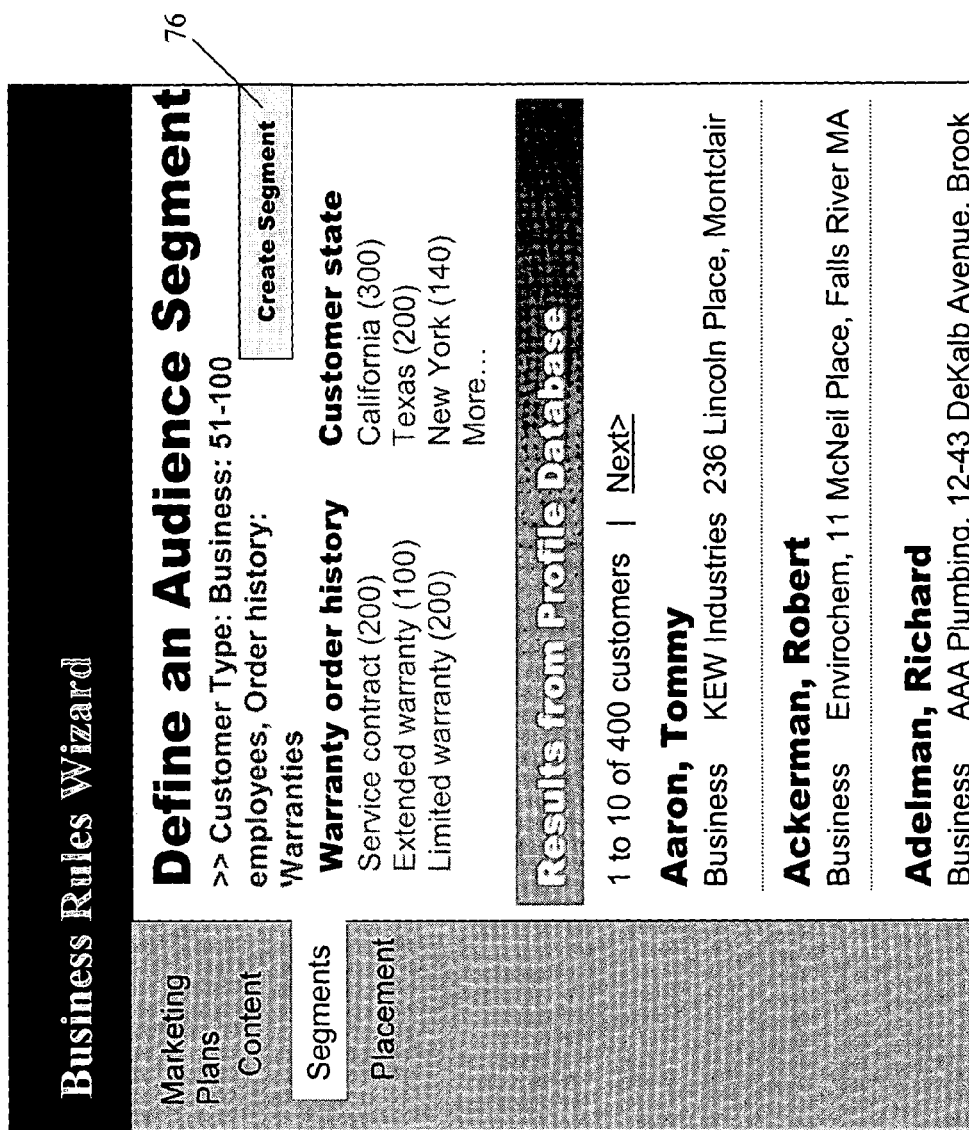 Business Rules Wizard
Marketing
Plans
Content
Segments
Placement
Define an Audience Segment
>> Customer Type: Business: 51-100
employees, Order history:
Warranties
Create Segment
76
Warranty order history
Service contract (200)
Extended warranty (100)
Limited warranty (200)
Customer state
California (300)
Texas (200)
New York (140)
More...
Results from Profile Database
1 to 10 of 400 customers | Next>
Aaron, Tommy
Business KEW Industries 236 Lincoln Place, Montclair
Ackerman, Robert
Business Envirochem, 11 McNeil Place, Falls River MA
Adelman, Richard
Business AAA Plumbing, 12-43 DeKalb Avenue, Brook